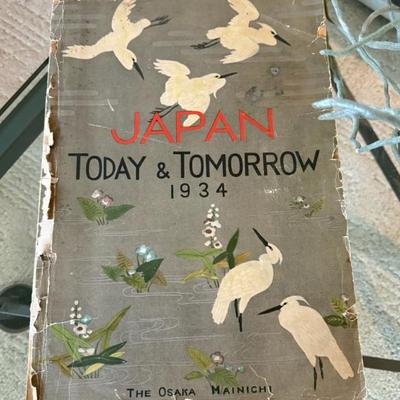 JAPAN
TODAY & TOMORROW
1934
THE OSAKA MAINICHI